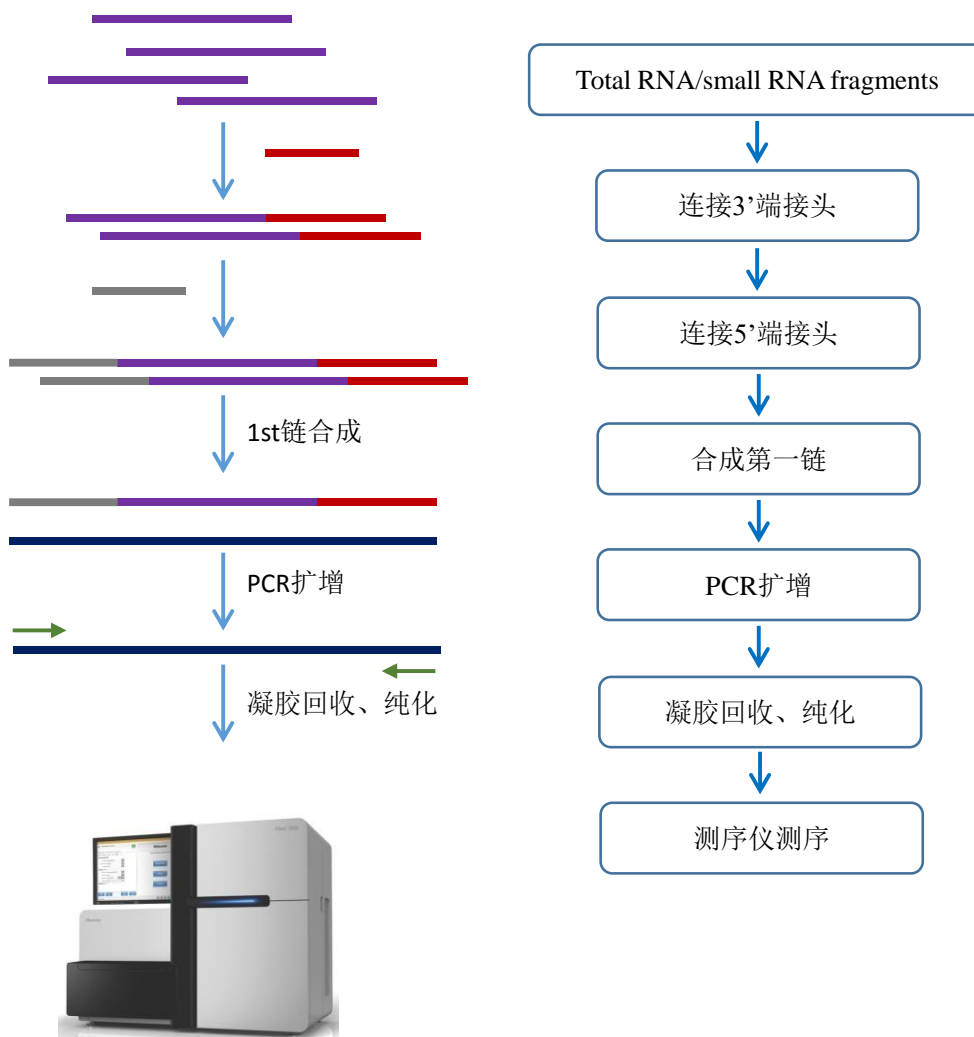 Total RNA/small RNA fragments
连接3’端接头
连接5’端接头
1st链合成
合成第一链
PCR扩增
PCR扩增
凝胶回收、纯化
凝胶回收、纯化
测序仪测序